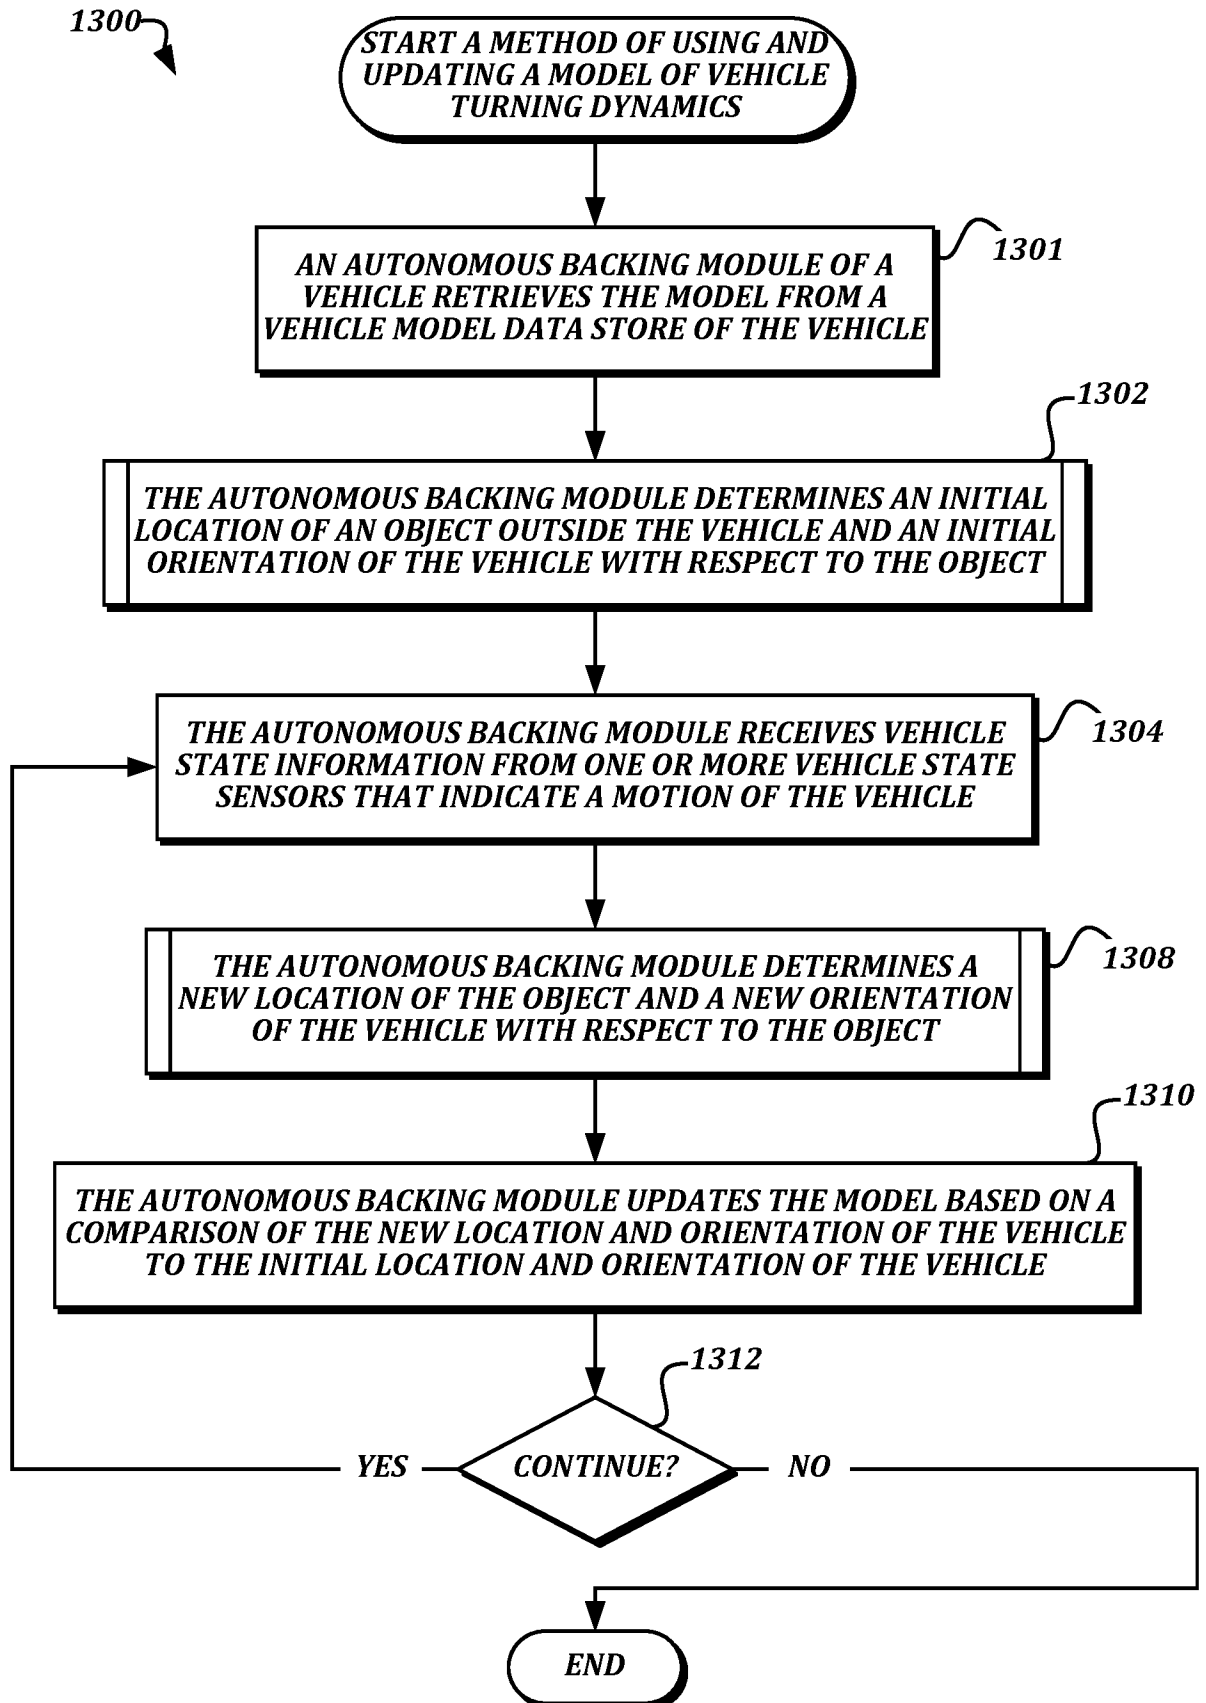 1300
START A METHOD OF USING AND
UPDATING A MODEL OF VEHICLE
TURNING DYNAMICS
1301
AN AUTONOMOUS BACKING MODULE OF A
VEHICLE RETRIEVES THE MODEL FROM A
VEHICLE MODEL DATA STORE OF THE VEHICLE
1302
THE AUTONOMOUS BACKING MODULE DETERMINES AN INITIAL
LOCATION OF AN OBJECT OUTSIDE THE VEHICLE AND AN INITIAL
ORIENTATION OF THE VEHICLE WITH RESPECT TO THE OBJECT
1304
THE AUTONOMOUS BACKING MODULE RECEIVES VEHICLE
STATE INFORMATION FROM ONE OR MORE VEHICLE STATE
SENSORS THAT INDICATE A MOTION OF THE VEHICLE
1308
THE AUTONOMOUS BACKING MODULE DETERMINES A
NEW LOCATION OF THE OBJECT AND A NEW ORIENTATION
OF THE VEHICLE WITH RESPECT TO THE OBJECT
1310
THE AUTONOMOUS BACKING MODULE UPDATES THE MODEL BASED ON A
COMPARISON OF THE NEW LOCATION AND ORIENTATION OF THE VEHICLE
TO THE INITIAL LOCATION AND ORIENTATION OF THE VEHICLE
1312
YES
CONTINUE?
NO
END